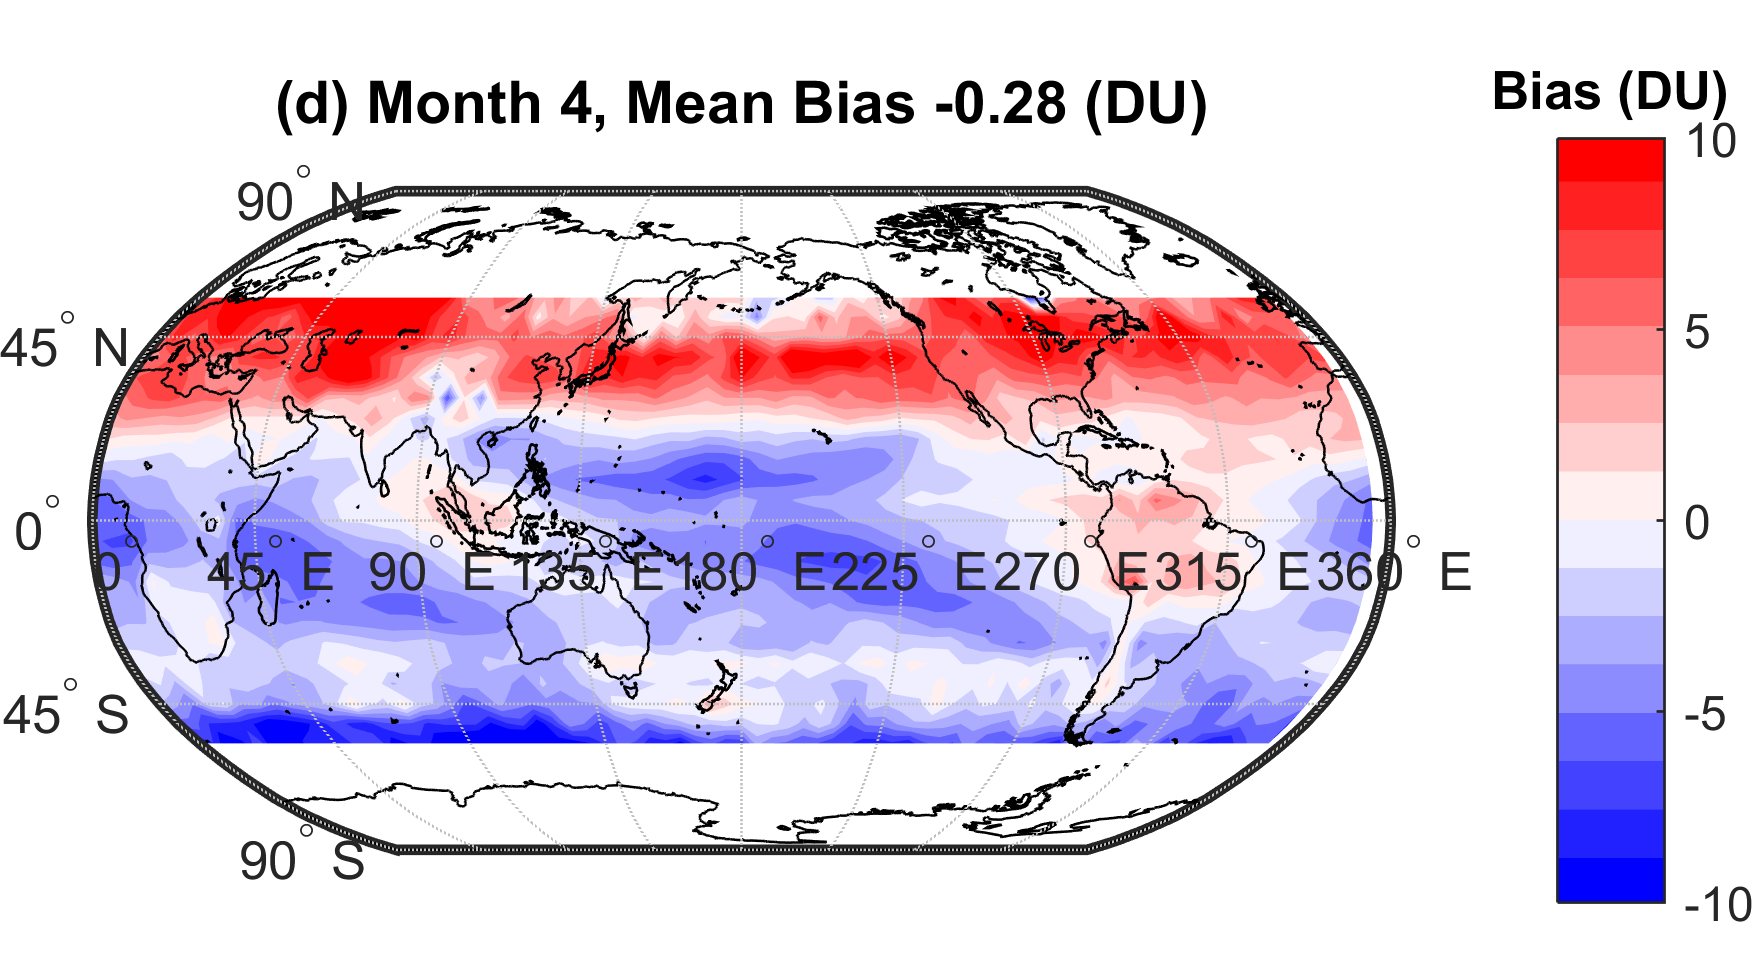 (d) Month 4, Mean Bias -0.28 (DU)
Bias (DU)
10
5
0
-5
-10
90° N
45° N
0°
45° S
90° S
0° 45° E 90° E 135° E 180° E 225° E 270° E 315° E 360° E